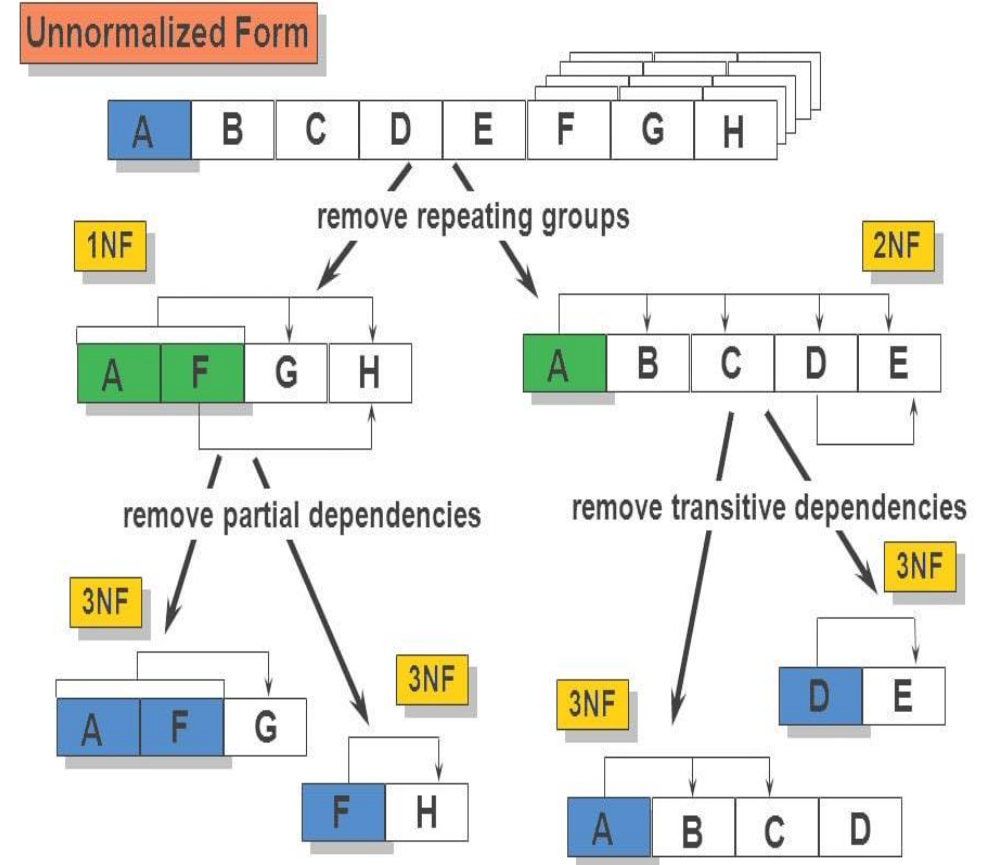 Unnormalized Form
A B C D E F G H
remove repeating groups
1NF
2NF
A F G H
A B C D E
remove partial dependencies
remove transitive dependencies
3NF
3NF
3NF
3NF
A F G
D E
F H
A B C D